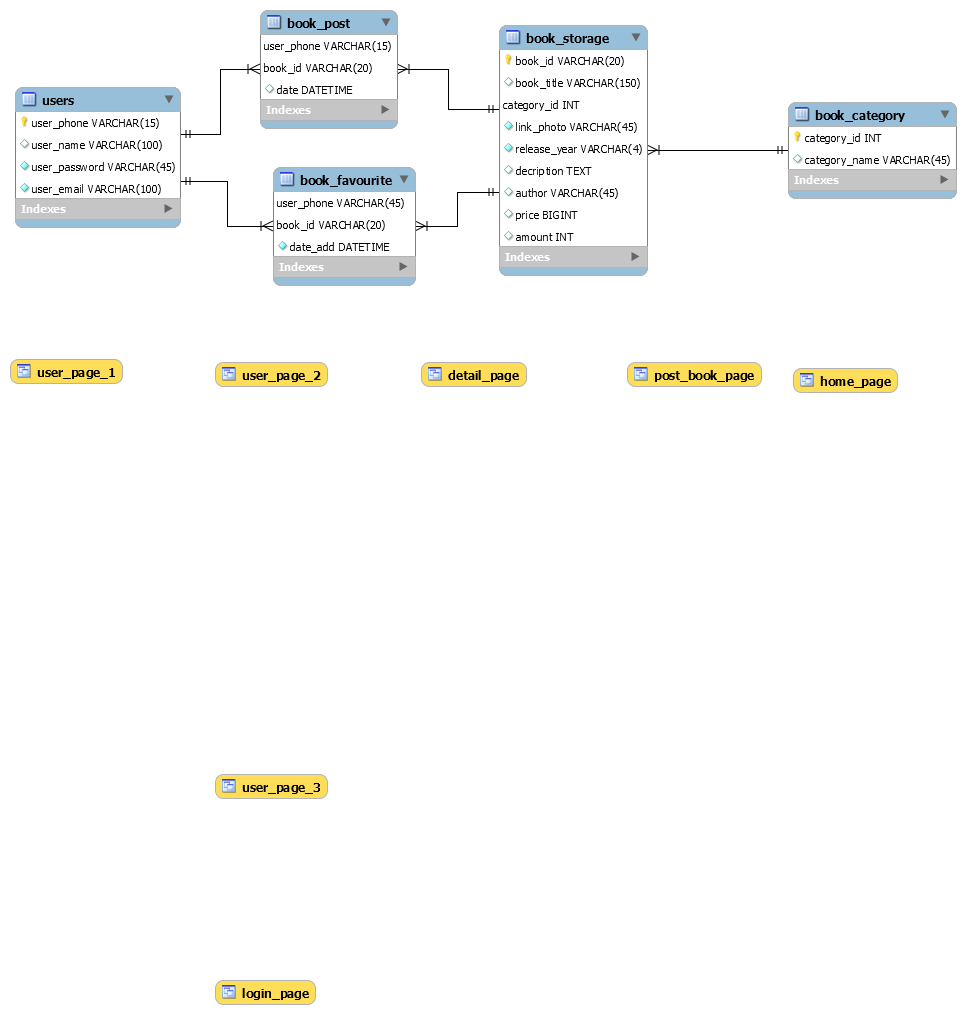 book_post
user_phone VARCHAR(15)
book_id VARCHAR(20)
date DATETIME
Indexes
book_storage
book_id VARCHAR(20)
book_title VARCHAR(150)
category_id INT
link_photo VARCHAR(45)
release_year VARCHAR(4)
decription TEXT
author VARCHAR(45)
price BIGINT
amount INT
Indexes
users
user_phone VARCHAR(15)
user_name VARCHAR(100)
user_password VARCHAR(45)
user_email VARCHAR(100)
Indexes
book_category
category_id INT
category_name VARCHAR(45)
Indexes
book_favourite
user_phone VARCHAR(45)
book_id VARCHAR(20)
date_add DATETIME
Indexes
user_page_1
user_page_2
detail_page
post_book_page
home_page
user_page_3
login_page